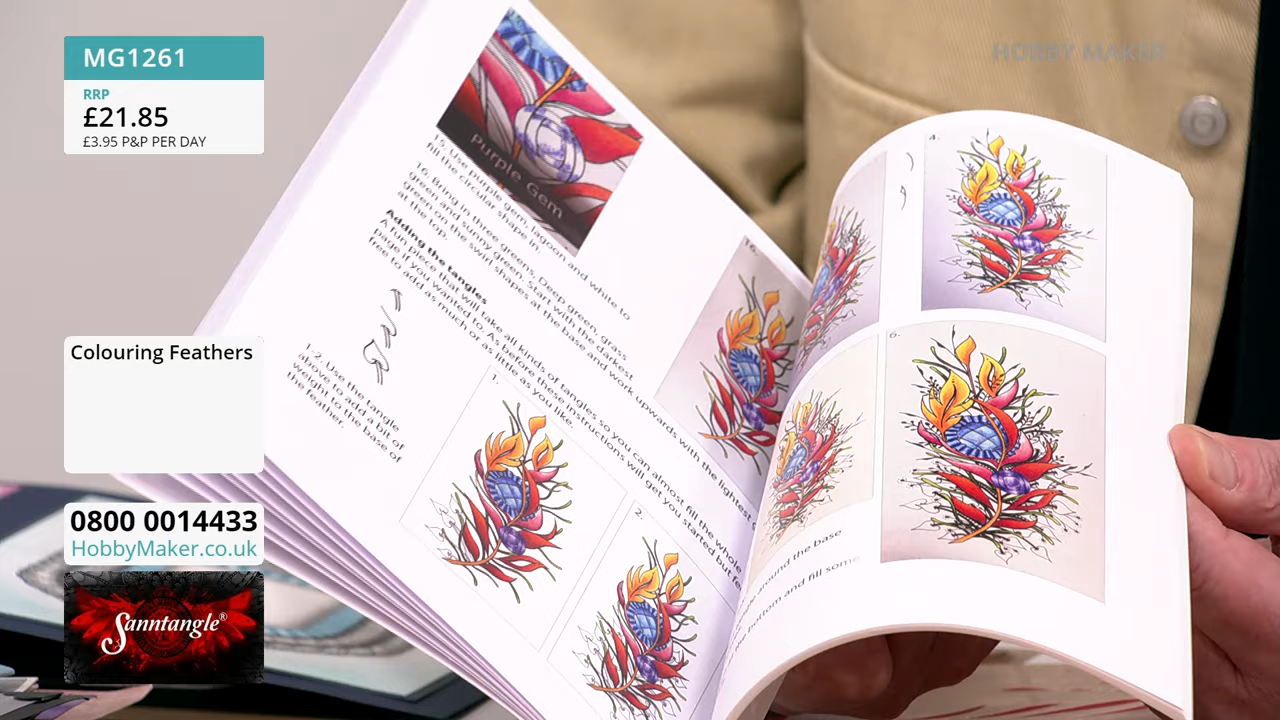 MG1261
RRP
£21.85
£3.95 P&P PER DAY
HOBBY MAKER
Colouring Feathers
0800 0014433
HobbyMaker.co.uk
Sanntangle®
Purple Gem
15. Use purple gem, lagoon and white to
fill the circular shape in.
16. Bring in three greens. Deep green, grass
green and sunny green. Start with the darkest
green on the swirl shapes at the base and work upwards with the lightest
at the top.
Adding the tangles
A fun piece that will take all kinds of tangles so you can almost fill the whole
page if you wanted to. As before these instructions will get you started but
free to add as much or as little as you like.
1-2. Use the tangle
above to add a bit of
weight to the base of
the feather.
1.
2.
16.
4.
6.
around the base
bottom and fill some